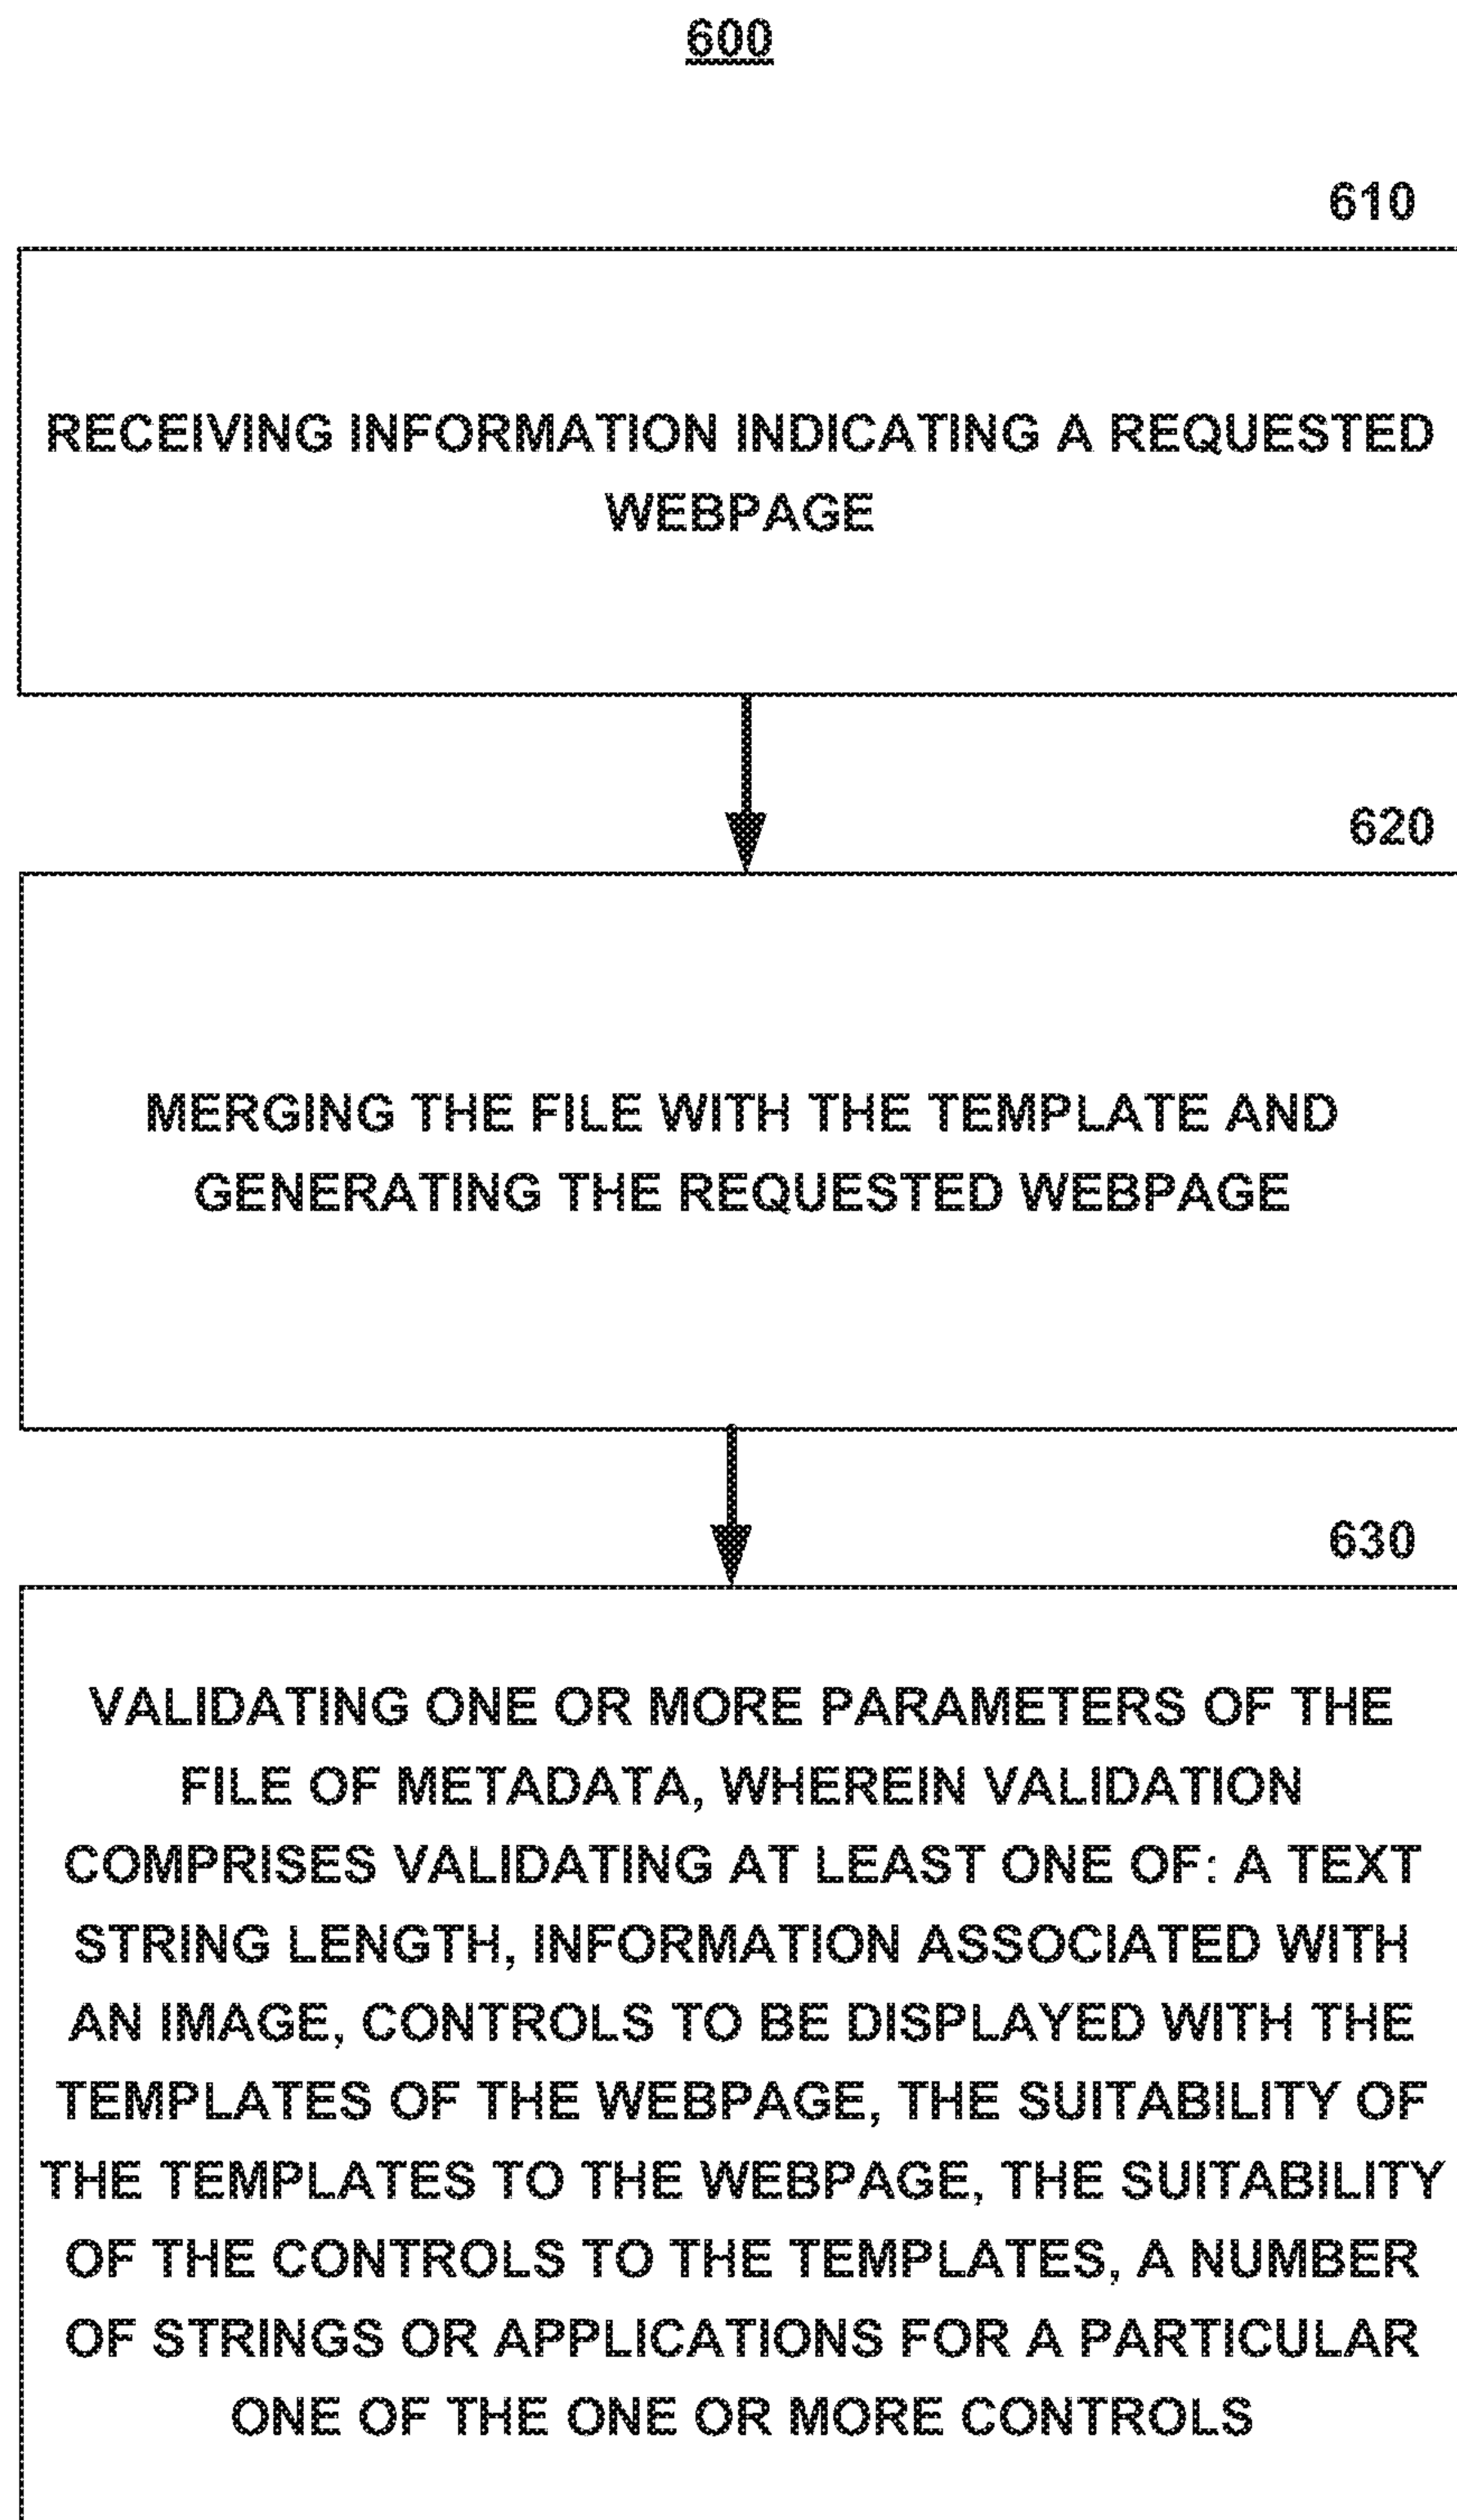 600
610
RECEIVING INFORMATION INDICATING A REQUESTED
WEBPAGE
620
MERGING THE FILE WITH THE TEMPLATE AND
GENERATING THE REQUESTED WEBPAGE
630
VALIDATING ONE OR MORE PARAMETERS OF THE
FILE OF METADATA, WHEREIN VALIDATION
COMPRISES VALIDATING AT LEAST ONE OF: A TEXT
STRING LENGTH, INFORMATION ASSOCIATED WITH
AN IMAGE, CONTROLS TO BE DISPLAYED WITH THE
TEMPLATES OF THE WEBPAGE, THE SUITABILITY OF
THE TEMPLATES TO THE WEBPAGE, THE SUITABILITY
OF THE CONTROLS TO THE TEMPLATES, A NUMBER
OF STRINGS OR APPLICATIONS FOR A PARTICULAR
ONE OF THE ONE OR MORE CONTROLS